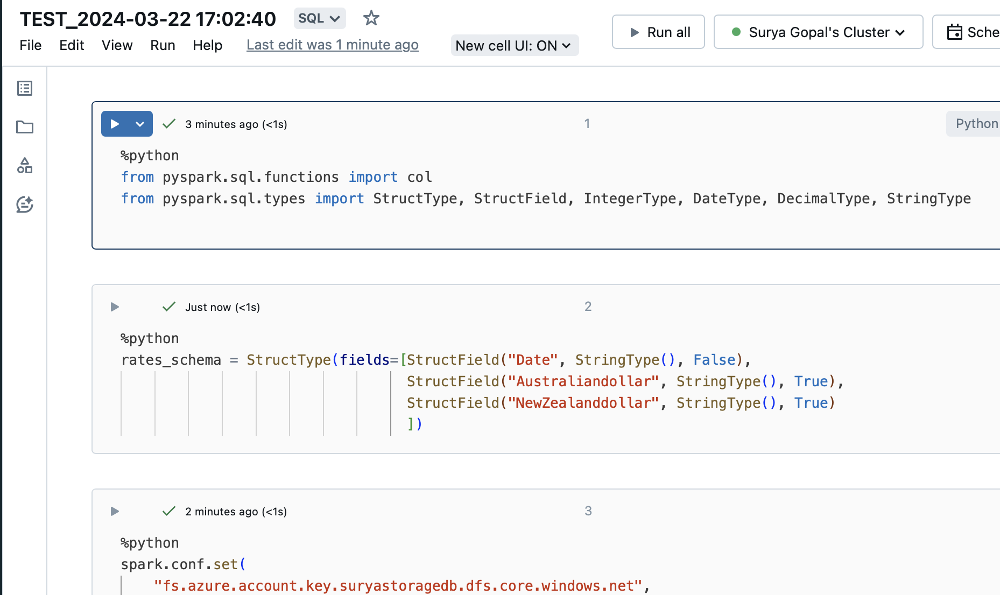 TEST_2024-03-22 17:02:40 SQL
File Edit View Run Help Last edit was 1 minute ago New cell UI: ON
Run all Surya Gopal's Cluster Sche
3 minutes ago (<1s) 1 Python
%python
from pyspark.sql.functions import col
from pyspark.sql.types import StructType, StructField, IntegerType, DateType, DecimalType, StringType
Just now (<1s) 2
%python
rates_schema = StructType(fields=[StructField("Date", StringType(), False),
StructField("Australiandollar", StringType(), True),
StructField("NewZealanddollar", StringType(), True)
])
2 minutes ago (<1s) 3
%python
spark.conf.set(
"fs.azure.account.key.suryastoragedb.dfs.core.windows.net",